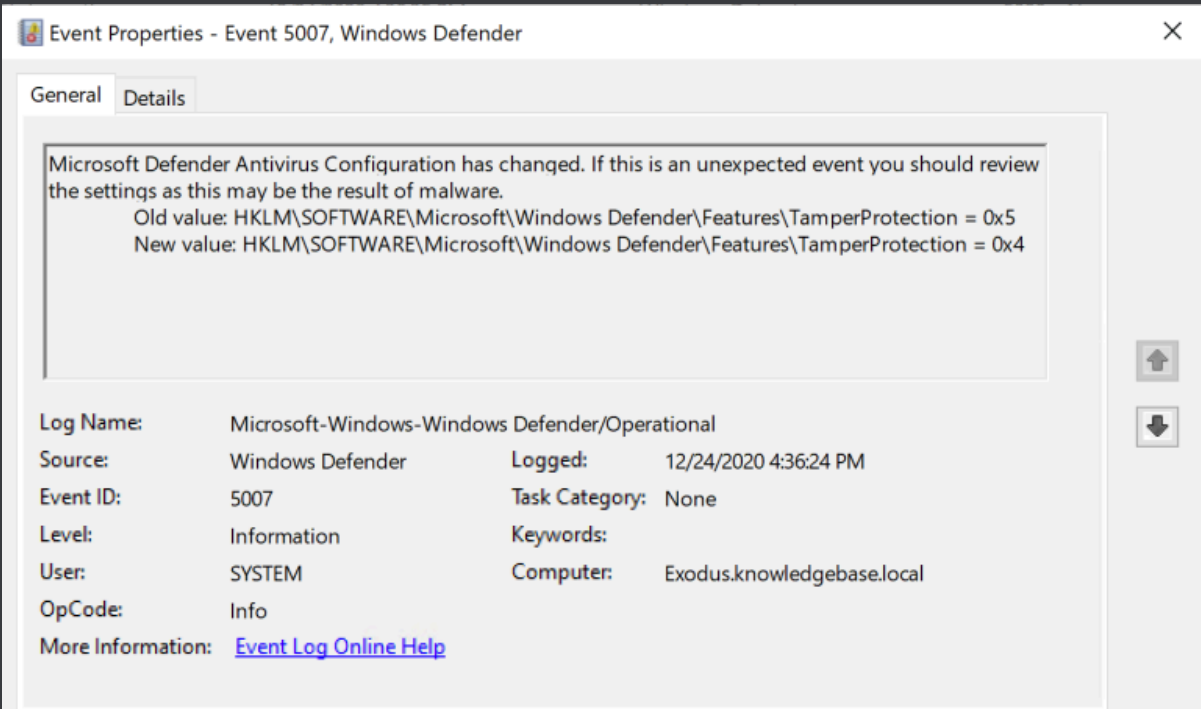 Event Properties - Event 5007, Windows Defender
General Details
Microsoft Defender Antivirus Configuration has changed. If this is an unexpected event you should review
the settings as this may be the result of malware.
Old value: HKLM\SOFTWARE\Microsoft\Windows Defender\Features\TamperProtection = 0x5
New value: HKLM\SOFTWARE\Microsoft\Windows Defender\Features\TamperProtection = 0x4
Log Name: Microsoft-Windows-Windows Defender/Operational
Source: Windows Defender Logged: 12/24/2020 4:36:24 PM
Event ID: 5007 Task Category: None
Level: Information Keywords:
User: SYSTEM Computer: Exodus.knowledgebase.local
OpCode: Info
More Information: Event Log Online Help